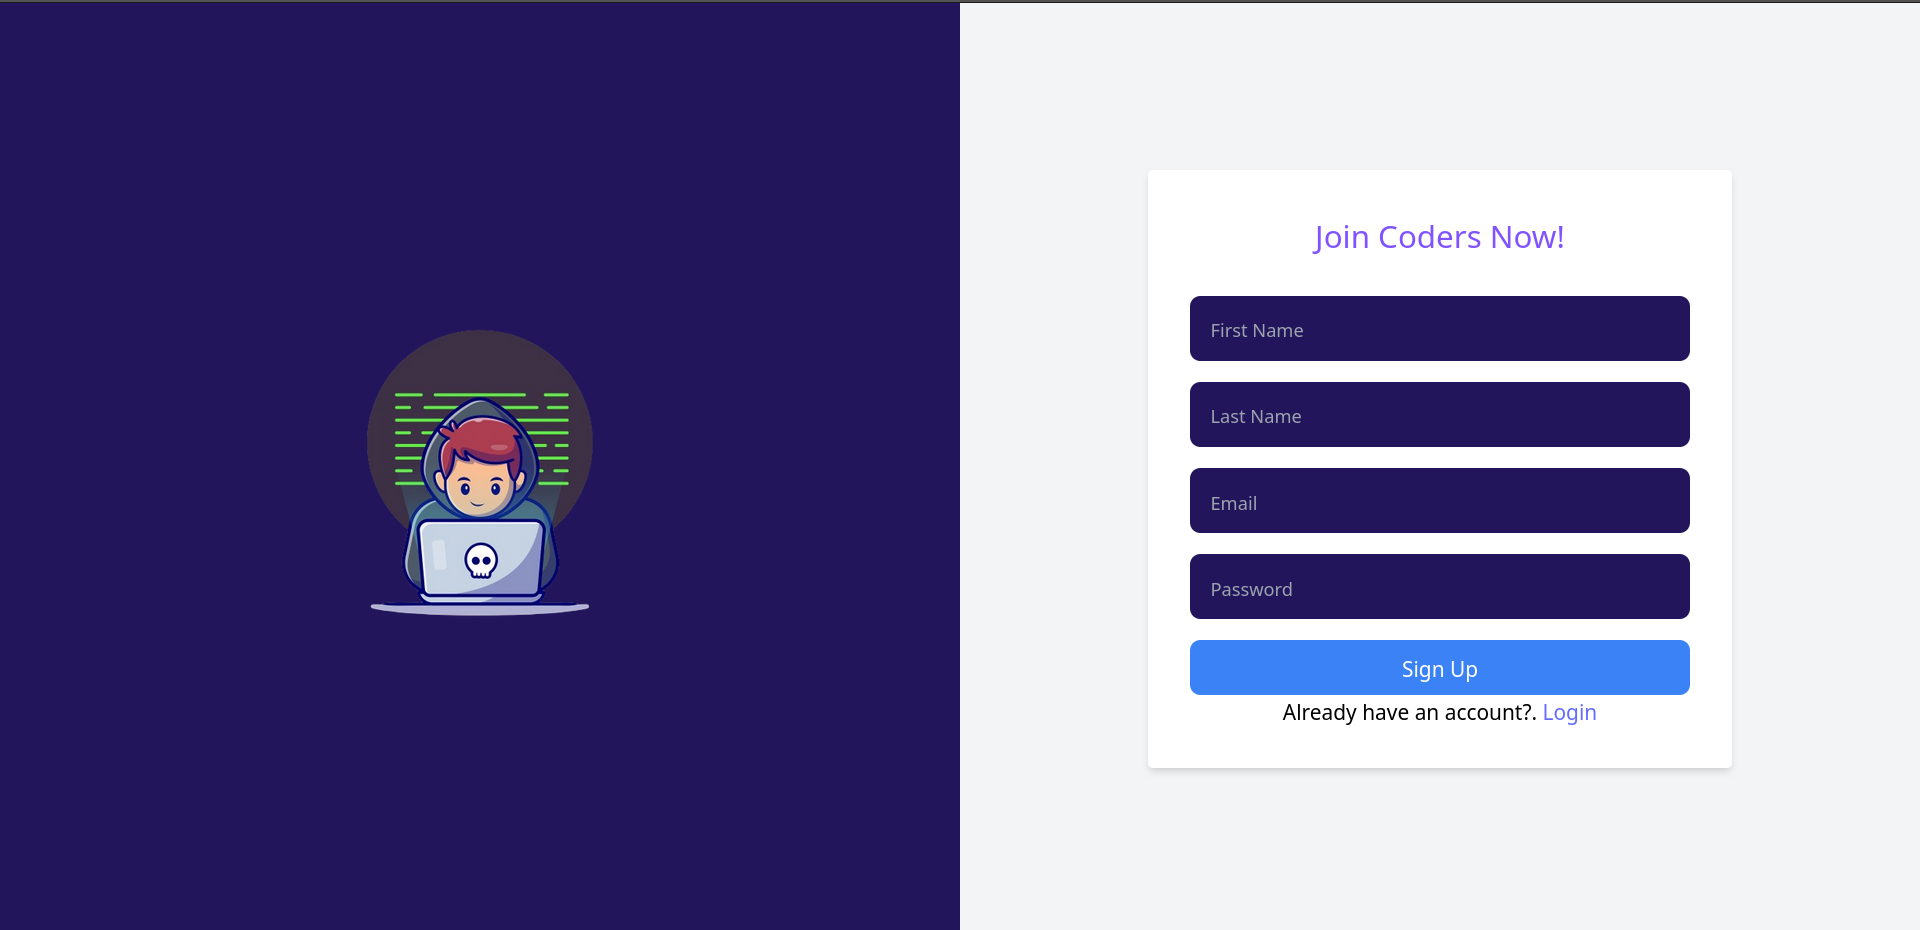 Join Coders Now!
First Name
Last Name
Email
Password
Sign Up
Already have an account?. Login